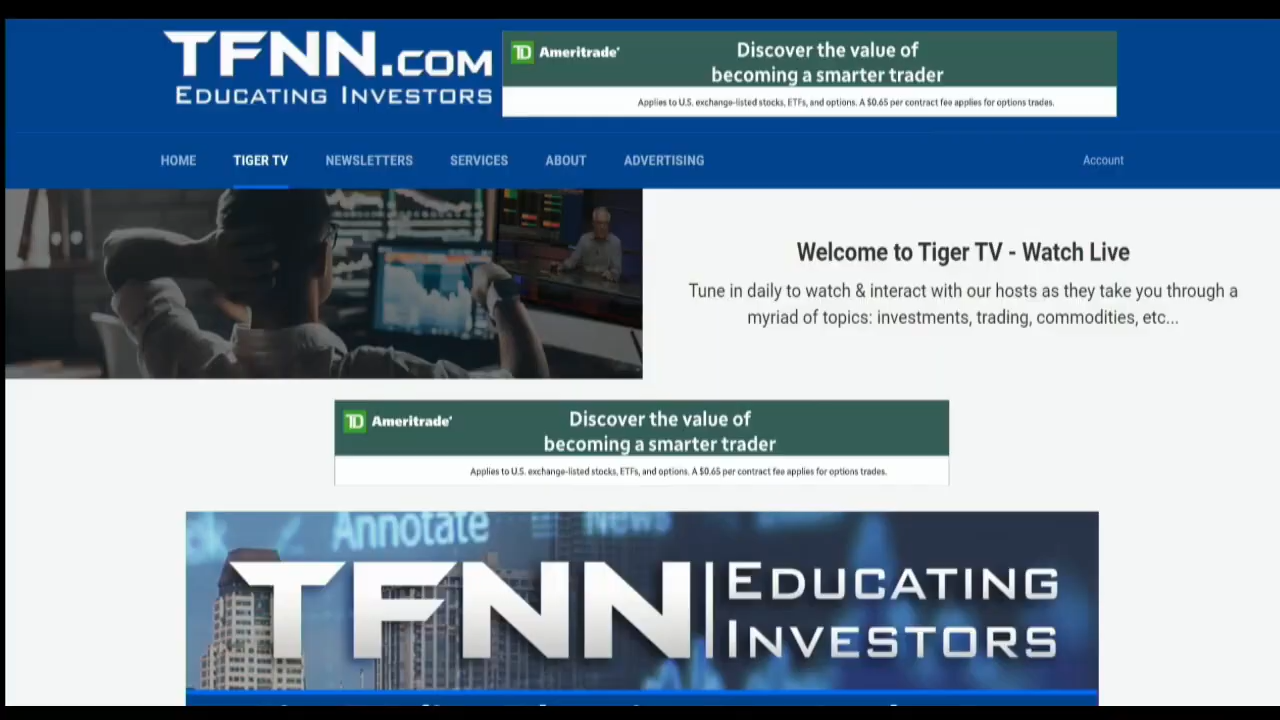 TFNN.COM
EDUCATING INVESTORS
TD Ameritrade
Discover the value of
becoming a smarter trader
Applies to U.S. exchange-listed stocks, ETFs, and options. A $0.65 per contract fee applies for options trades.
HOME TIGER TV NEWSLETTERS SERVICES ABOUT ADVERTISING Account
Welcome to Tiger TV - Watch Live
Tune in daily to watch & interact with our hosts as they take you through a
myriad of topics: investments, trading, commodities, etc...
TD Ameritrade
Discover the value of
becoming a smarter trader
Applies to U.S. exchange-listed stocks, ETFs, and options. A $0.65 per contract fee applies for options trades.
Annotate News
TFNN EDUCATING
INVESTORS